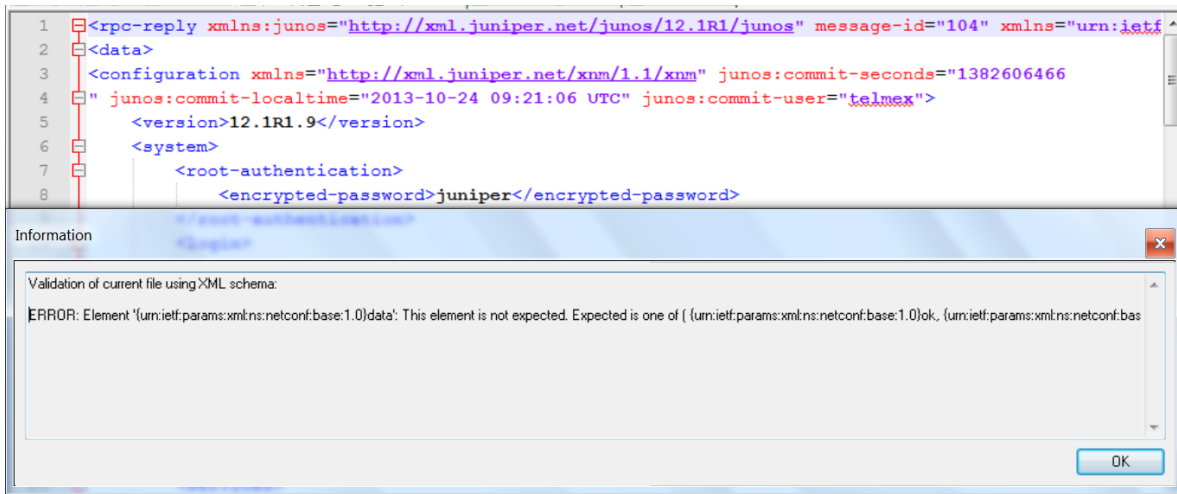 1 <rpc-reply xmlns:junos="http://xml.juniper.net/junos/12.1R1/junos" message-id="104" xmlns="urn:ietf
2 <data>
3 <configuration xmlns="http://xml.juniper.net/xnm/1.1/xnm" junos:commit-seconds="1382606466
4 " junos:commit-localtime="2013-10-24 09:21:06 UTC" junos:commit-user="telmex">
5 <version>12.1R1.9</version>
6 <system>
7 <root-authentication>
8 <encrypted-password>juniper</encrypted-password>
</root-authentication>
<login>
Information
Validation of current file using XML schema:
ERROR: Element '{urn:ietf:params:xml:ns:netconf:base:1.0}data': This element is not expected. Expected is one of ( {urn:ietf:params:xml:ns:netconf:base:1.0}ok, {urn:ietf:params:xml:ns:netconf:bas
OK
<services>